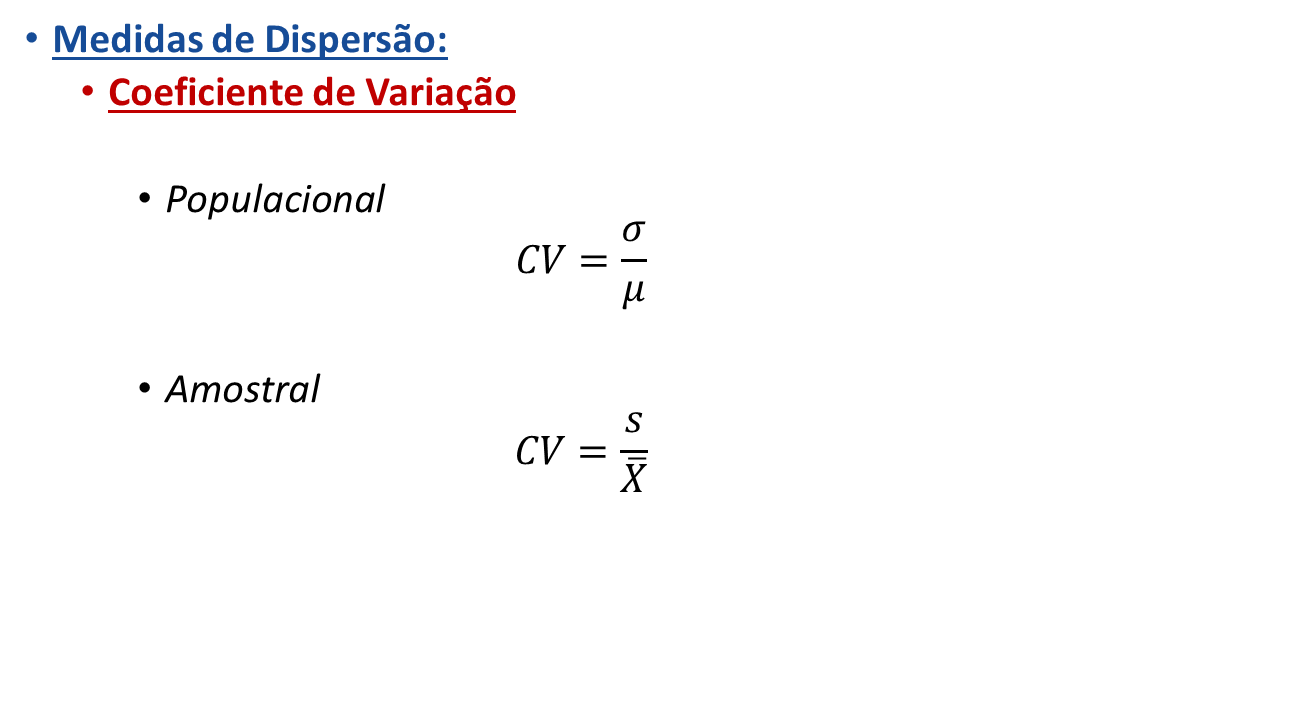 • Medidas de Dispersão:
• Coeficiente de Variação
• Populacional
𝐶𝑉 = 𝜎/𝜇
• Amostral
𝐶𝑉 = 𝑠/X̄